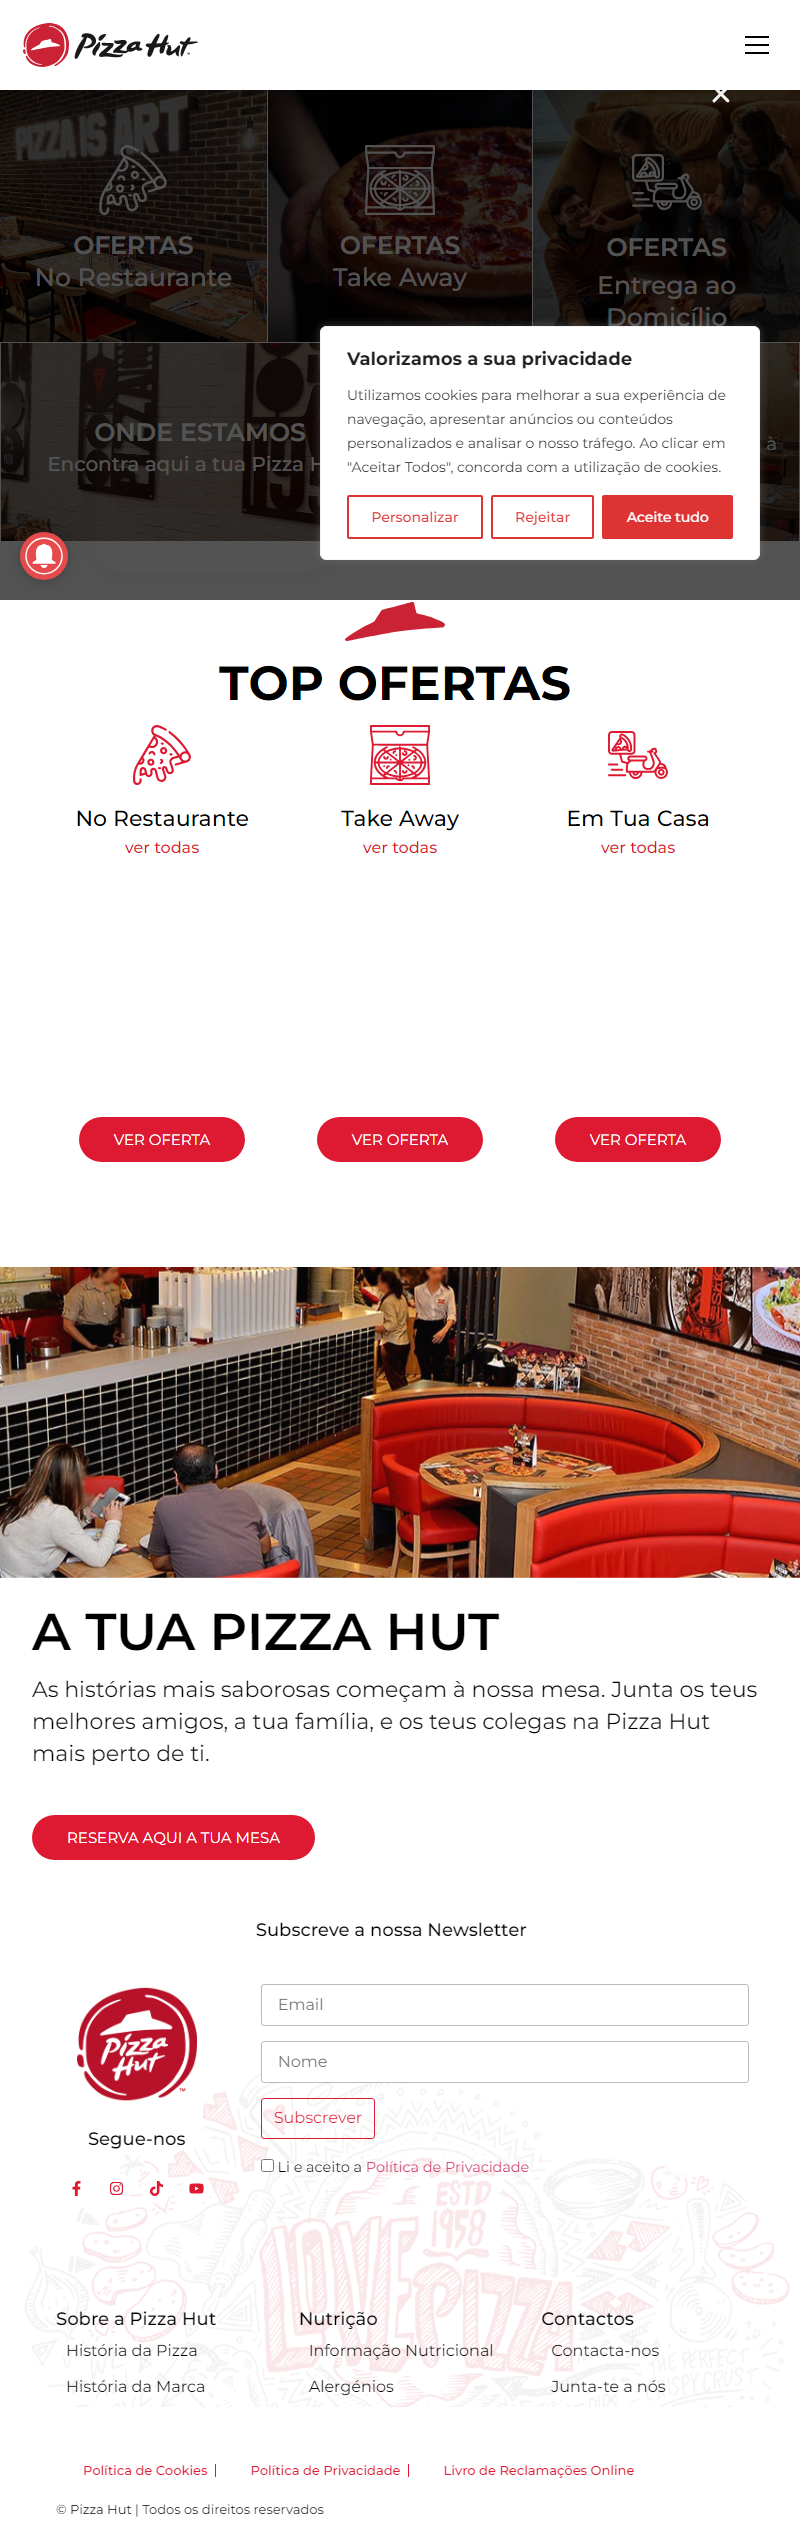 Pizza Hut
PIZZA IS ART
OFERTAS
No Restaurante
OFERTAS
Take Away
OFERTAS
Entrega ao
Domicílio
ONDE ESTAMOS
Encontra aqui a tua Pizza
à
Valorizamos a sua privacidade
Utilizamos cookies para melhorar a sua experiência de
navegação, apresentar anúncios ou conteúdos
personalizados e analisar o nosso tráfego. Ao clicar em
"Aceitar Todos", concorda com a utilização de cookies.
Personalizar
Rejeitar
Aceite tudo
TOP OFERTAS
No Restaurante
ver todas
Take Away
ver todas
Em Tua Casa
ver todas
VER OFERTA
VER OFERTA
VER OFERTA
A TUA PIZZA HUT
As histórias mais saborosas começam à nossa mesa. Junta os teus
melhores amigos, a tua família, e os teus colegas na Pizza Hut
mais perto de ti.
RESERVA AQUI A TUA MESA
Subscreve a nossa Newsletter
Pizza
Hut
Segue-nos
Email
Nome
Subscrever
Li e aceito a Política de Privacidade
ESTD
1958
LOVE PIZZA
Sobre a Pizza Hut
História da Pizza
História da Marca
Nutrição
Informação Nutricional
Alergénios
Contactos
Contacta-nos
Junta-te a nós
Política de Cookies |
Política de Privacidade |
Livro de Reclamações Online
© Pizza Hut | Todos os direitos reservados